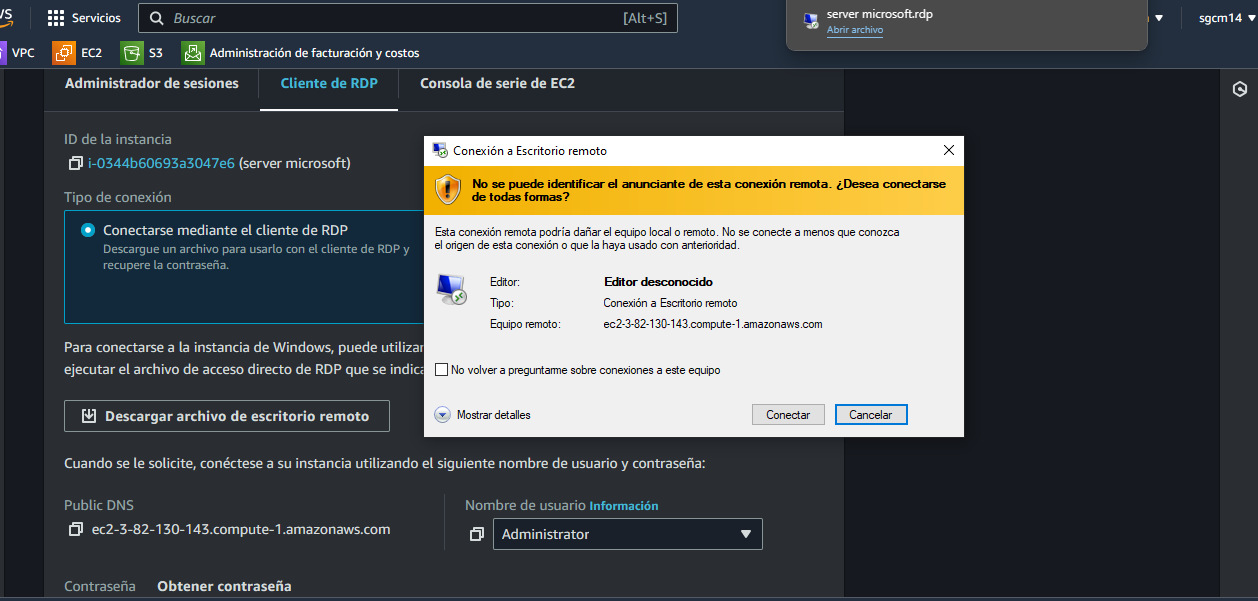 Servicios
Buscar
[Alt+S]
server microsoft.rdp
Abrir archivo
sgcm14
VPC
EC2
S3
Administración de facturación y costos
Administrador de sesiones
Cliente de RDP
Consola de serie de EC2
ID de la instancia
i-0344b60693a3047e6 (server microsoft)
Tipo de conexión
Conectarse mediante el cliente de RDP
Descargue un archivo para usarlo con el cliente de RDP y
recupere la contraseña.
Para conectarse a la instancia de Windows, puede utilizar
ejecutar el archivo de acceso directo de RDP que se indica
Descargar archivo de escritorio remoto
Cuando se le solicite, conéctese a su instancia utilizando el siguiente nombre de usuario y contraseña:
Public DNS
ec2-3-82-130-143.compute-1.amazonaws.com
Nombre de usuario Información
Administrator
Contraseña Obtener contraseña
Conexión a Escritorio remoto
No se puede identificar el anunciante de esta conexión remota. ¿Desea conectarse
de todas formas?
Esta conexión remota podría dañar el equipo local o remoto. No se conecte a menos que conozca
el origen de esta conexión o que la haya usado con anterioridad.
Editor: Editor desconocido
Tipo: Conexión a Escritorio remoto
Equipo remoto: ec2-3-82-130-143.compute-1.amazonaws.com
No volver a preguntarme sobre conexiones a este equipo
Mostrar detalles
Conectar
Cancelar